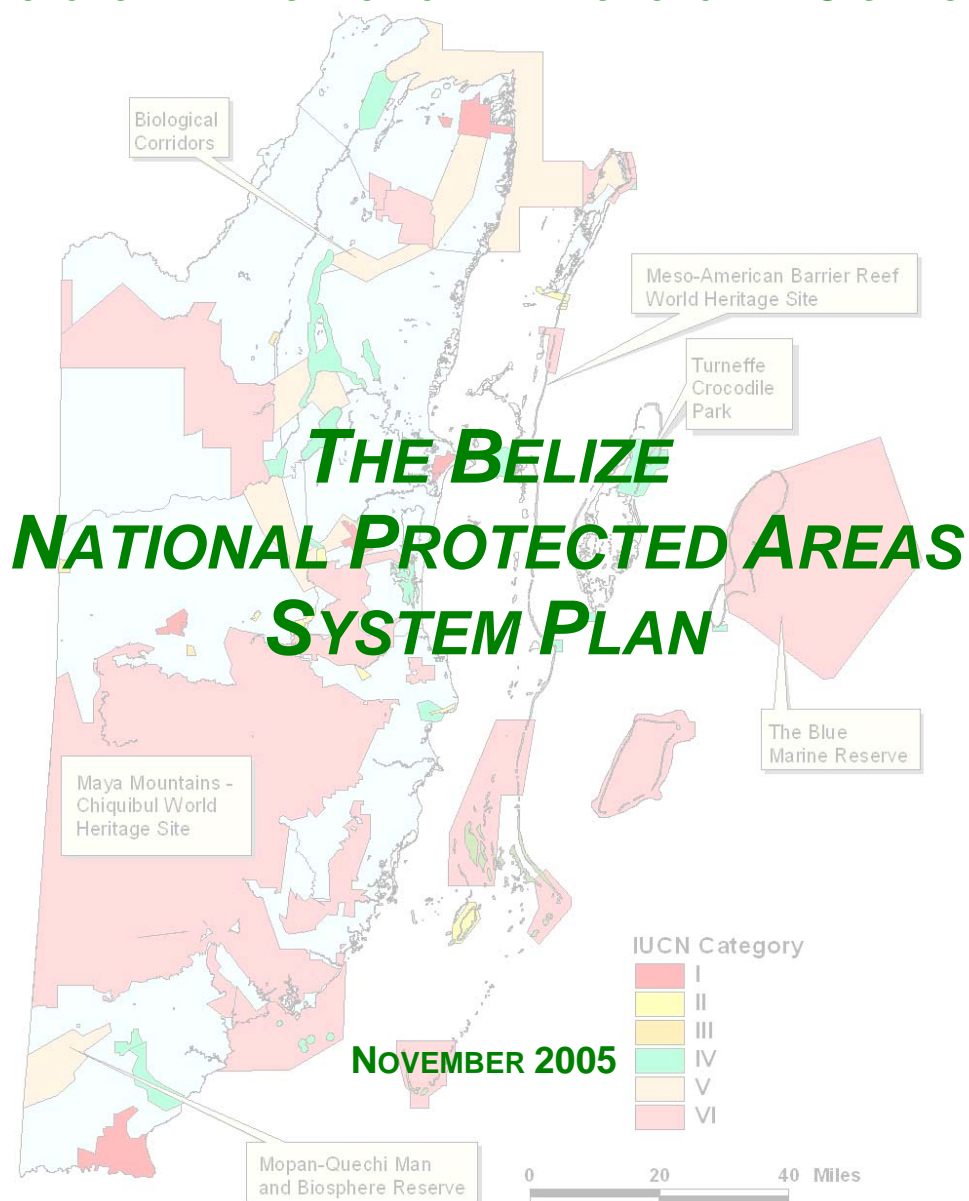 Biological
Corridors
Meso-American Barrier Reef
World Heritage Site
Turneffe
Crocodile
Park
THE BELIZE
NATIONAL PROTECTED AREAS
SYSTEM PLAN
The Blue
Marine Reserve
Maya Mountains -
Chiquibul World
Heritage Site
IUCN Category
I
II
III
IV
V
VI
NOVEMBER 2005
Mopan-Quechi Man
and Biosphere Reserve
0 20 40 Miles